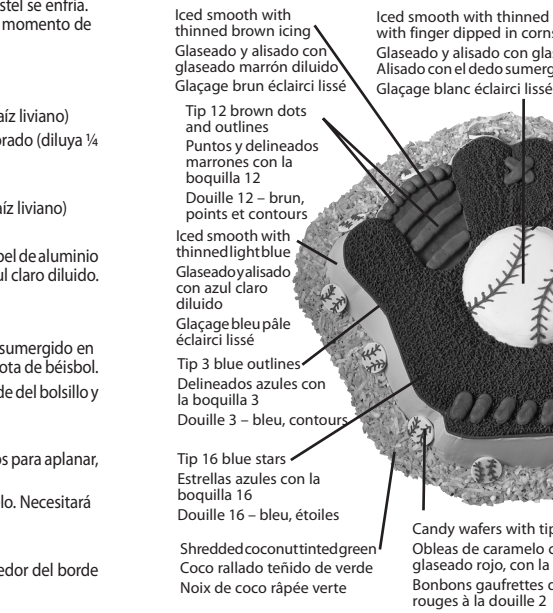 stel se enfría.
momento de
aíz liviano)
rado (diluya ¼
íz liviano)
pel de aluminio
ul claro diluido.
sumergido en
ota de béisbol.
de del bolsillo y
os para aplanar,
lo. Necesitará
edor del borde
Iced smooth with
thinned brown icing
Glaseado y alisado con
glaseado marrón diluido
Glaçage brun éclairci lissé
Tip 12 brown dots
and outlines
Puntos y delineados
marrones con la
boquilla 12
Douille 12 – brun,
points et contours
Iced smooth with
thinned light blue
Glaseado y alisado
con azul claro
diluido
Glaçage bleu pâle
éclairci lissé
Tip 3 blue outlines
Delineados azules con
la boquilla 3
Douille 3 – bleu, contours
Tip 16 blue stars
Estrellas azules con la
boquilla 16
Douille 16 – bleu, étoiles
Shredded coconut tinted green
Coco rallado teñido de verde
Noix de coco râpée verte
Iced smooth with thinned
with finger dipped in corns
Glaseado y alisado con glas
Alisado con el dedo sumerg
Glaçage blanc éclairci lissé
Candy wafers with tip
Obleas de caramelo c
glaseado rojo, con la
Bonbons gaufrettes d
rouges à la douille 2